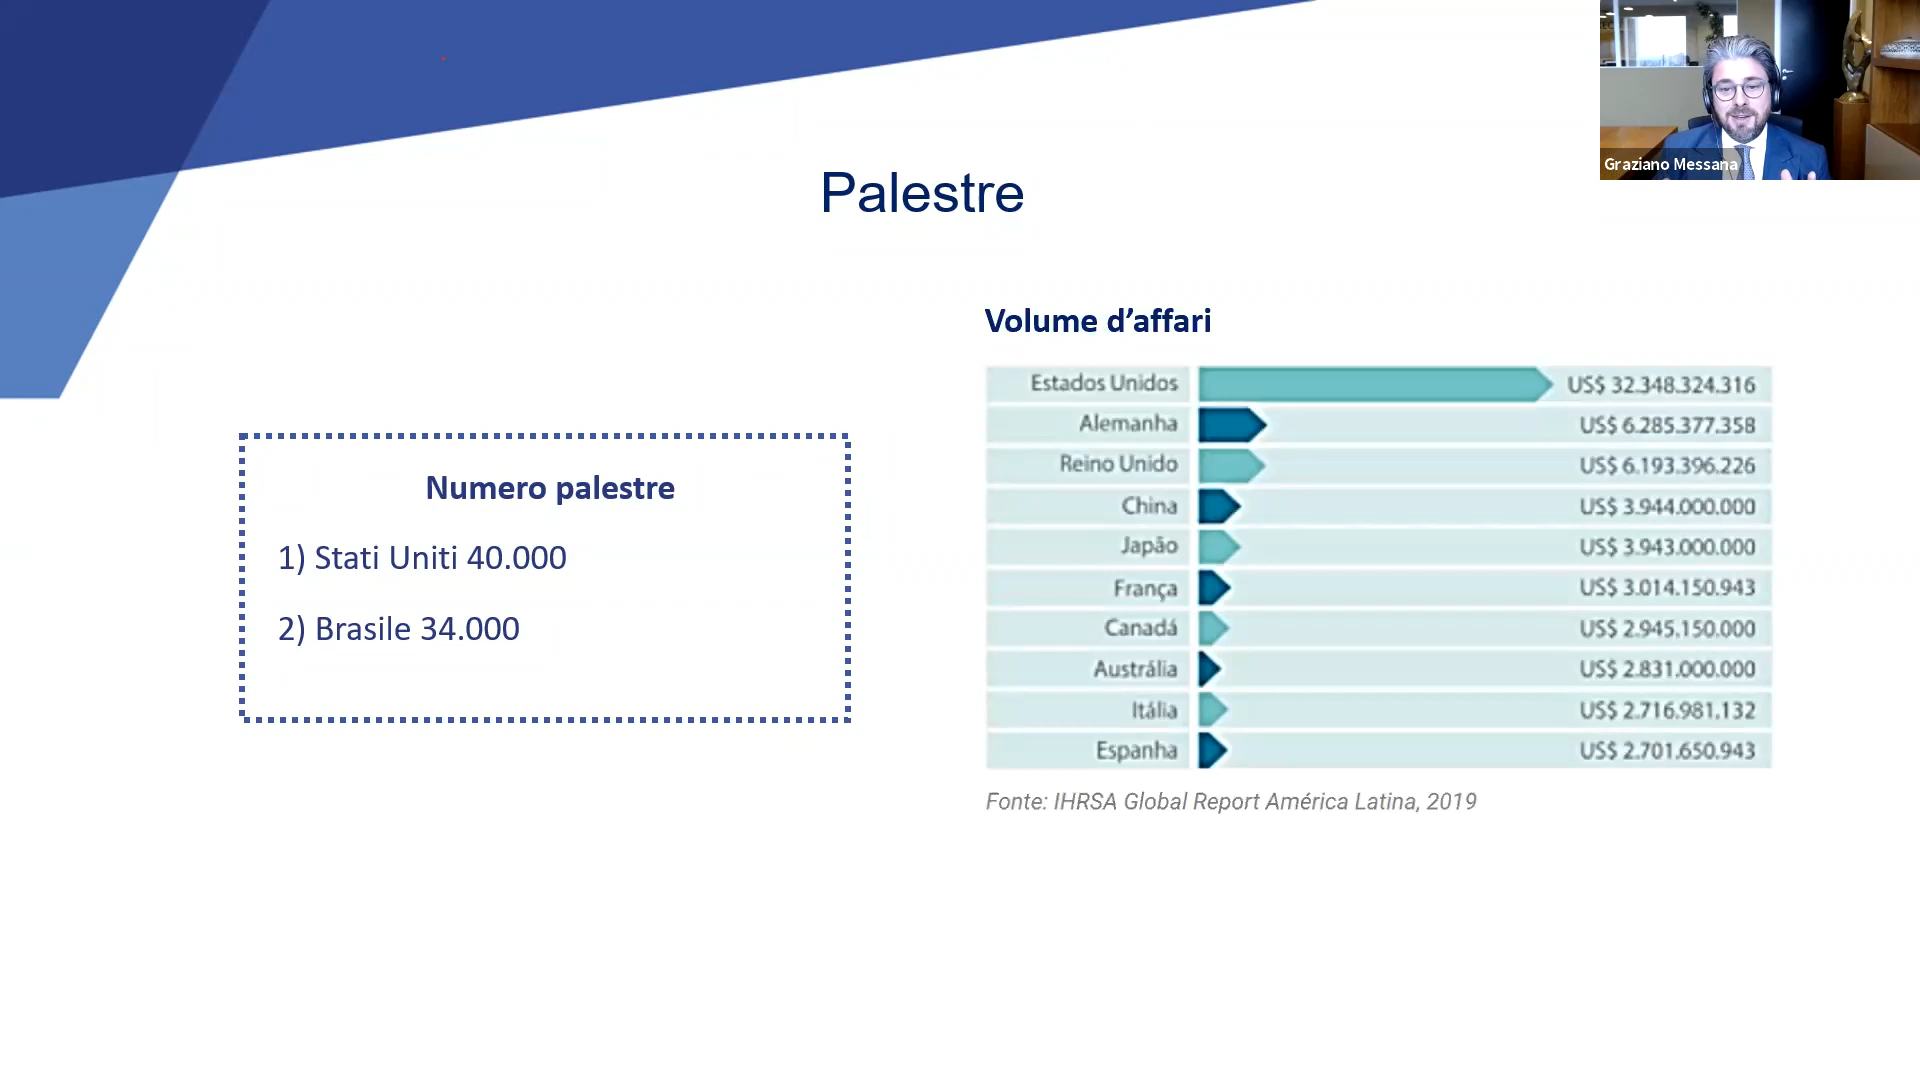 Graziano Messana
Palestre
Numero palestre
1) Stati Uniti 40.000
2) Brasile 34.000
Volume d’affari
Estados Unidos US$ 32.348.324.316
Alemanha US$ 6.285.377.358
Reino Unido US$ 6.193.396.226
China US$ 3.944.000.000
Japão US$ 3.943.000.000
França US$ 3.014.150.943
Canadá US$ 2.945.150.000
Austrália US$ 2.831.000.000
Itália US$ 2.716.981.132
Espanha US$ 2.701.650.943
Fonte: IHRSA Global Report América Latina, 2019